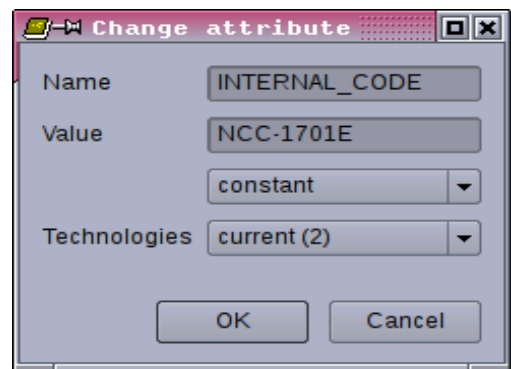 Change attribute
Name INTERNAL_CODE
Value NCC-1701E
constant
Technologies current (2)
OK Cancel